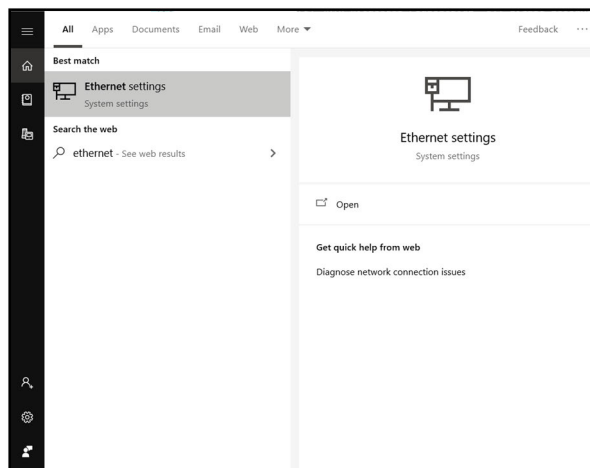 All Apps Documents Email Web More Feedback ...
Best match
Ethernet settings
System settings
Search the web
ethernet - See web results
Ethernet settings
System settings
Open
Get quick help from web
Diagnose network connection issues